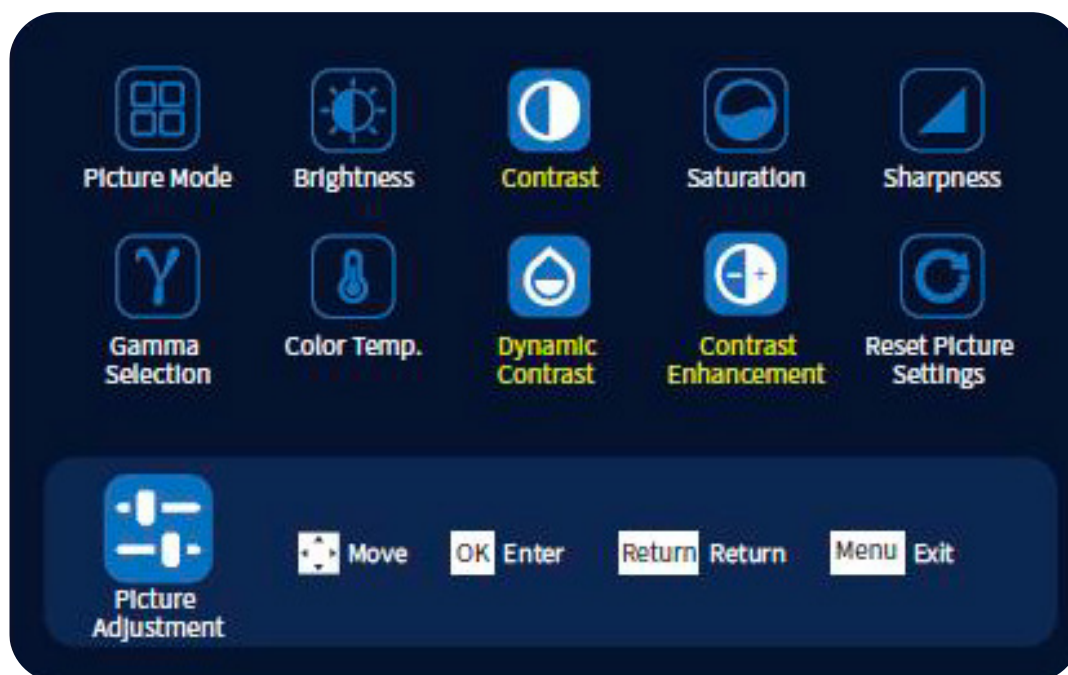 Picture Mode
Brightness
Contrast
Saturation
Sharpness
Gamma
Selection
Color Temp.
Dynamic
Contrast
Contrast
Enhancement
Reset Picture
Settings
Picture
Adjustment
Move
OK Enter
Return Return
Menu Exit